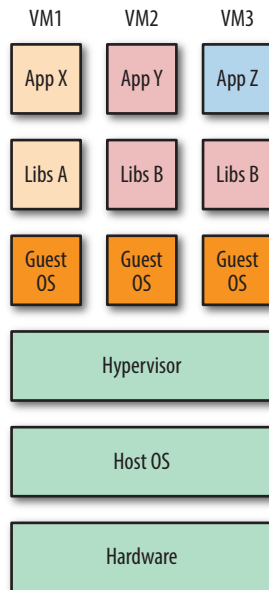 VM1 VM2 VM3
App X App Y App Z
Libs A Libs B Libs B
Guest Guest Guest
OS OS OS
Hypervisor
Host OS
Hardware